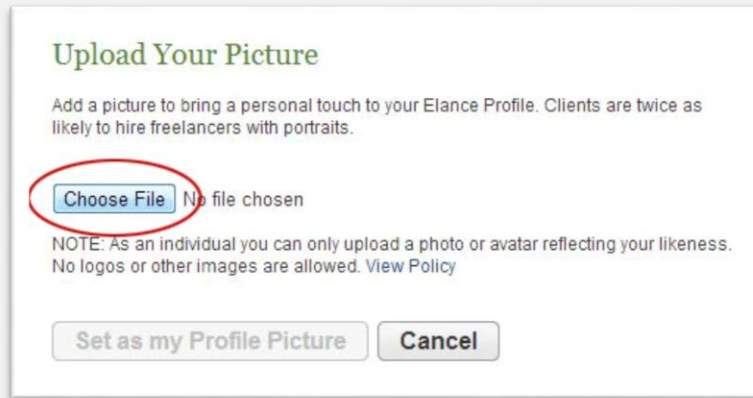 Upload Your Picture
Add a picture to bring a personal touch to your Elance Profile. Clients are twice as
likely to hire freelancers with portraits.
Choose File No file chosen
NOTE: As an individual you can only upload a photo or avatar reflecting your likeness.
No logos or other images are allowed. View Policy
Set as my Profile Picture Cancel